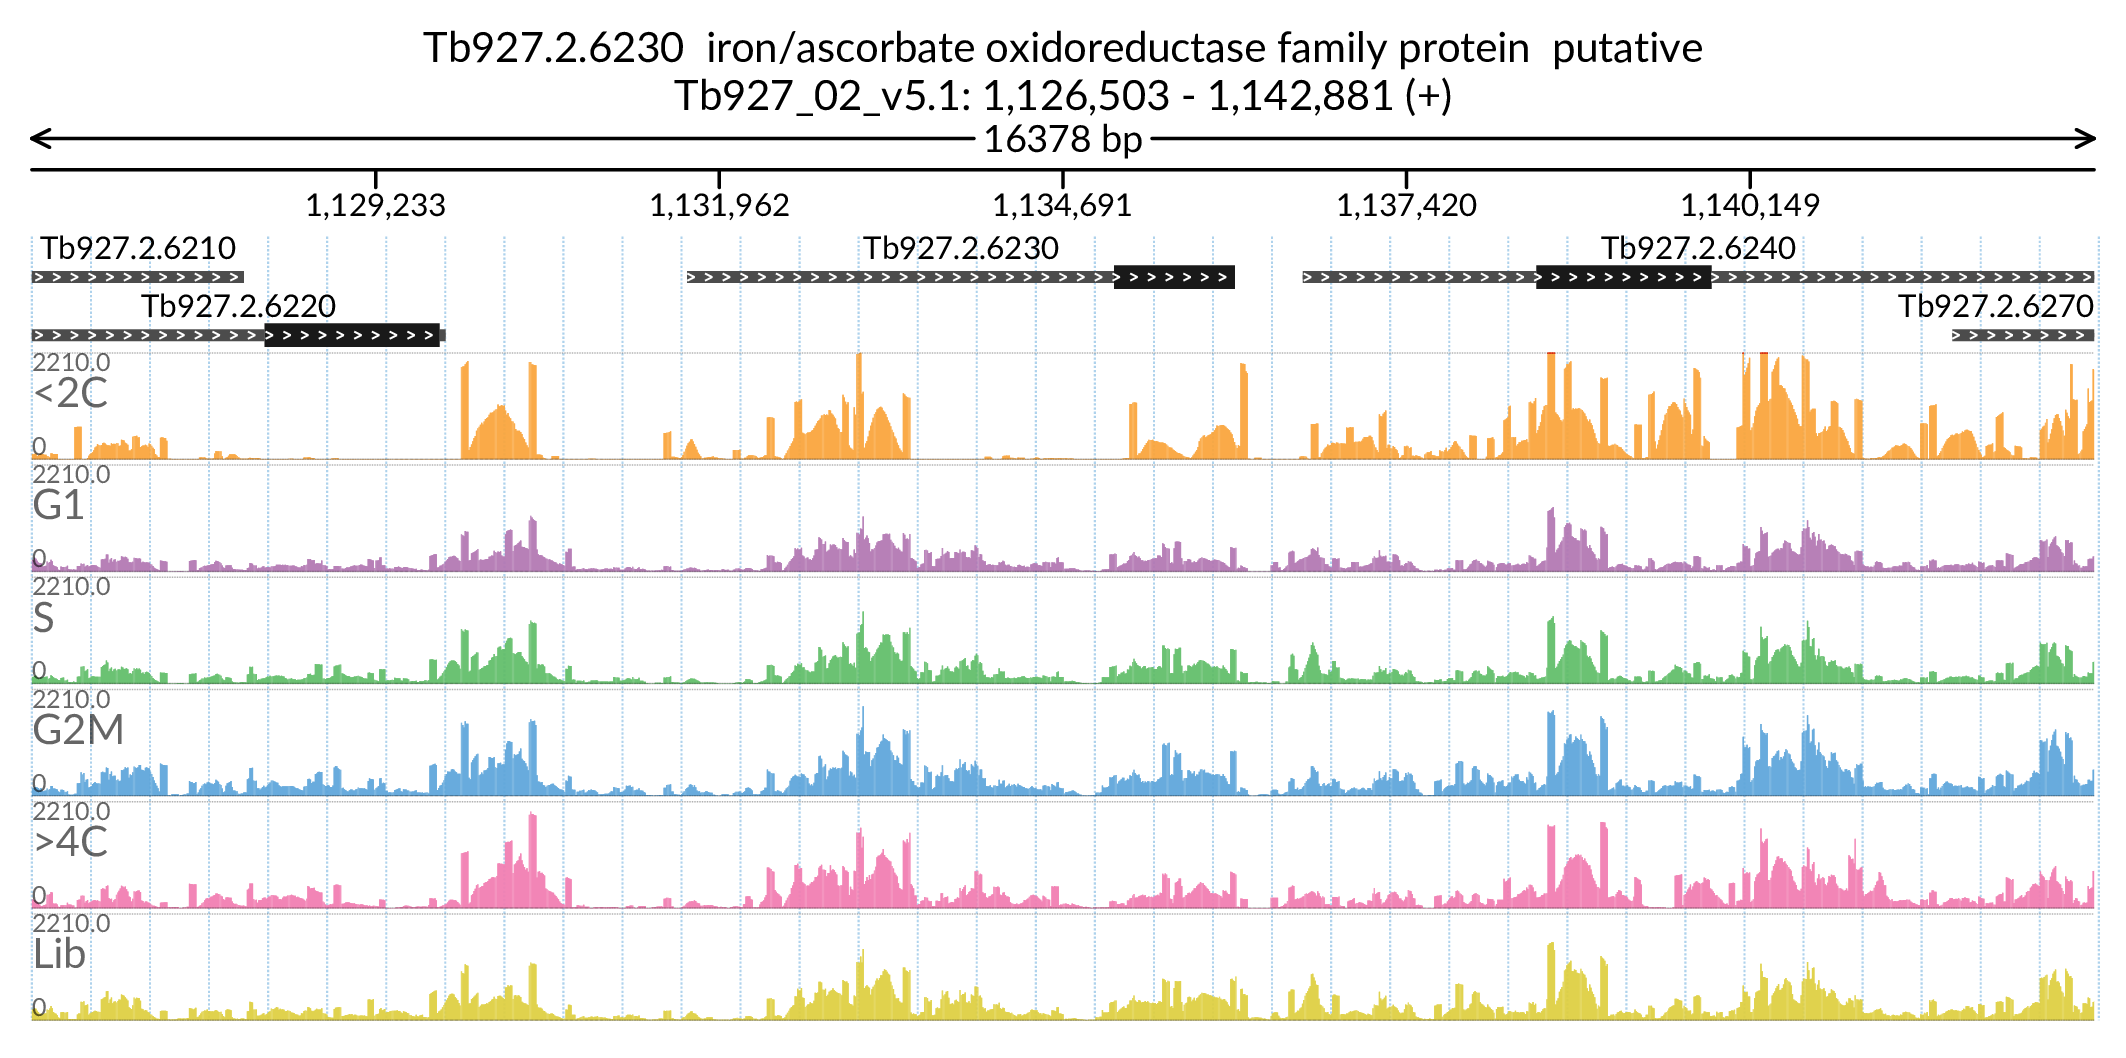 Tb927.2.6230  iron/ascorbate oxidoreductase family protein  putative
Tb927_02_v5.1: 1,126,503 - 1,142,881 (+)
16378 bp
1,129,233 1,131,962 1,134,691 1,137,420 1,140,149
Tb927.2.6210 Tb927.2.6230 Tb927.2.6240
Tb927.2.6220 Tb927.2.6270
2210.0
<2C
0
2210.0
G1
0
2210.0
S
0
2210.0
G2M
0
2210.0
>4C
0
2210.0
Lib
0